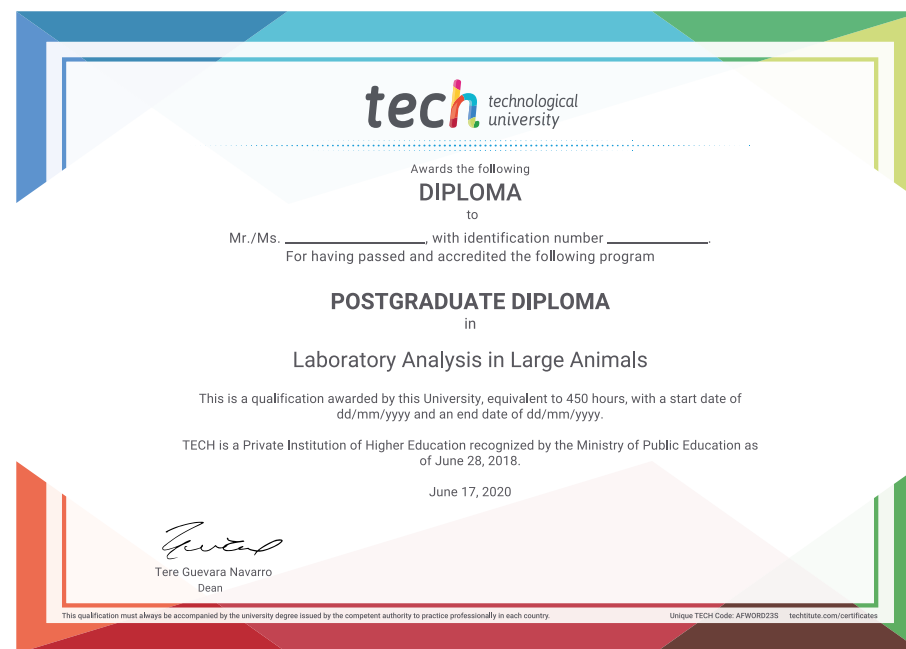 tech technological
university
Awards the following
DIPLOMA
to
Mr./Ms. ____________________, with identification number ______________.
For having passed and accredited the following program
POSTGRADUATE DIPLOMA
in
Laboratory Analysis in Large Animals
This is a qualification awarded by this University, equivalent to 450 hours, with a start date of
dd/mm/yyyy and an end date of dd/mm/yyyy.
TECH is a Private Institution of Higher Education recognized by the Ministry of Public Education as
of June 28, 2018.
June 17, 2020
Tere Guevara Navarro
Dean
This qualification must always be accompanied by the university degree issued by the competent authority to practice professionally in each country. Unique TECH Code: AFWORD23S techtitute.com/certificates